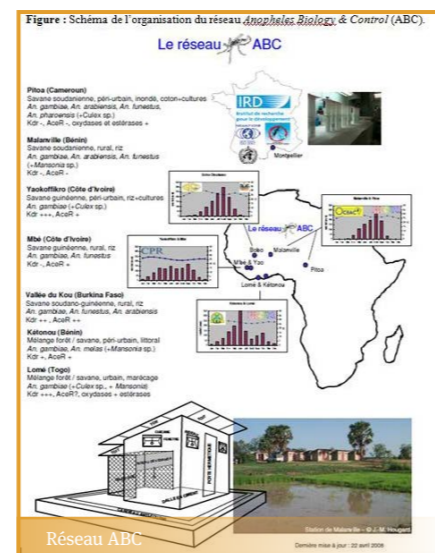 Figure : Schéma de l'organisation du réseau Anopheles Biology & Control (ABC).
Le réseau ABC
Pitoa (Cameroun)
Savane soudanienne, péri-urbain, inondé, coton+cultures
An. gambiae, An. arabiensis, An. funestus,
An. pharoensis (+Culex sp.)
Kdr -, AceR -, oxydases et estérases +
Malanville (Bénin)
Savane soudanienne, rural, riz
An. gambiae, An. arabiensis, An. funestus
(+Mansonia sp.)
Kdr -, AceR -
Yaokoffikro (Côte d'Ivoire)
Savane guinéenne, péri-urbain, riz+cultures
An. gambiae (+Culex sp.)
Kdr +++, AceR +
Mbé (Côte d'Ivoire)
Savane guinéenne, rural, riz
An. gambiae, An. funestus
Kdr -, AceR +
Vallée du Kou (Burkina Faso)
Savane soudano-guinéenne, rural, riz
An. gambiae, An. funestus, An. arabiensis
Kdr ++, AceR ++
Kétonou (Bénin)
Mélange forêt / savane, péri-urbain, littoral
An. gambiae, An. melas (+Mansonia sp.)
Kdr +, AceR +
Lomé (Togo)
Mélange forêt / savane, urbain, marécage
An. gambiae (+Culex sp., + Mansonia)
Kdr +++, AceR?, oxydases + estérases
IRD
Institut de recherche
pour le développement
Montpellier
Le réseau ABC
Bobo
Malanville
Mbé & Yao
Pitoa
Lomé & Kétonou
CPR
Station de Malanville - © J. M. Hougard
Dernière mise à jour : 22 avril 2008
Réseau ABC